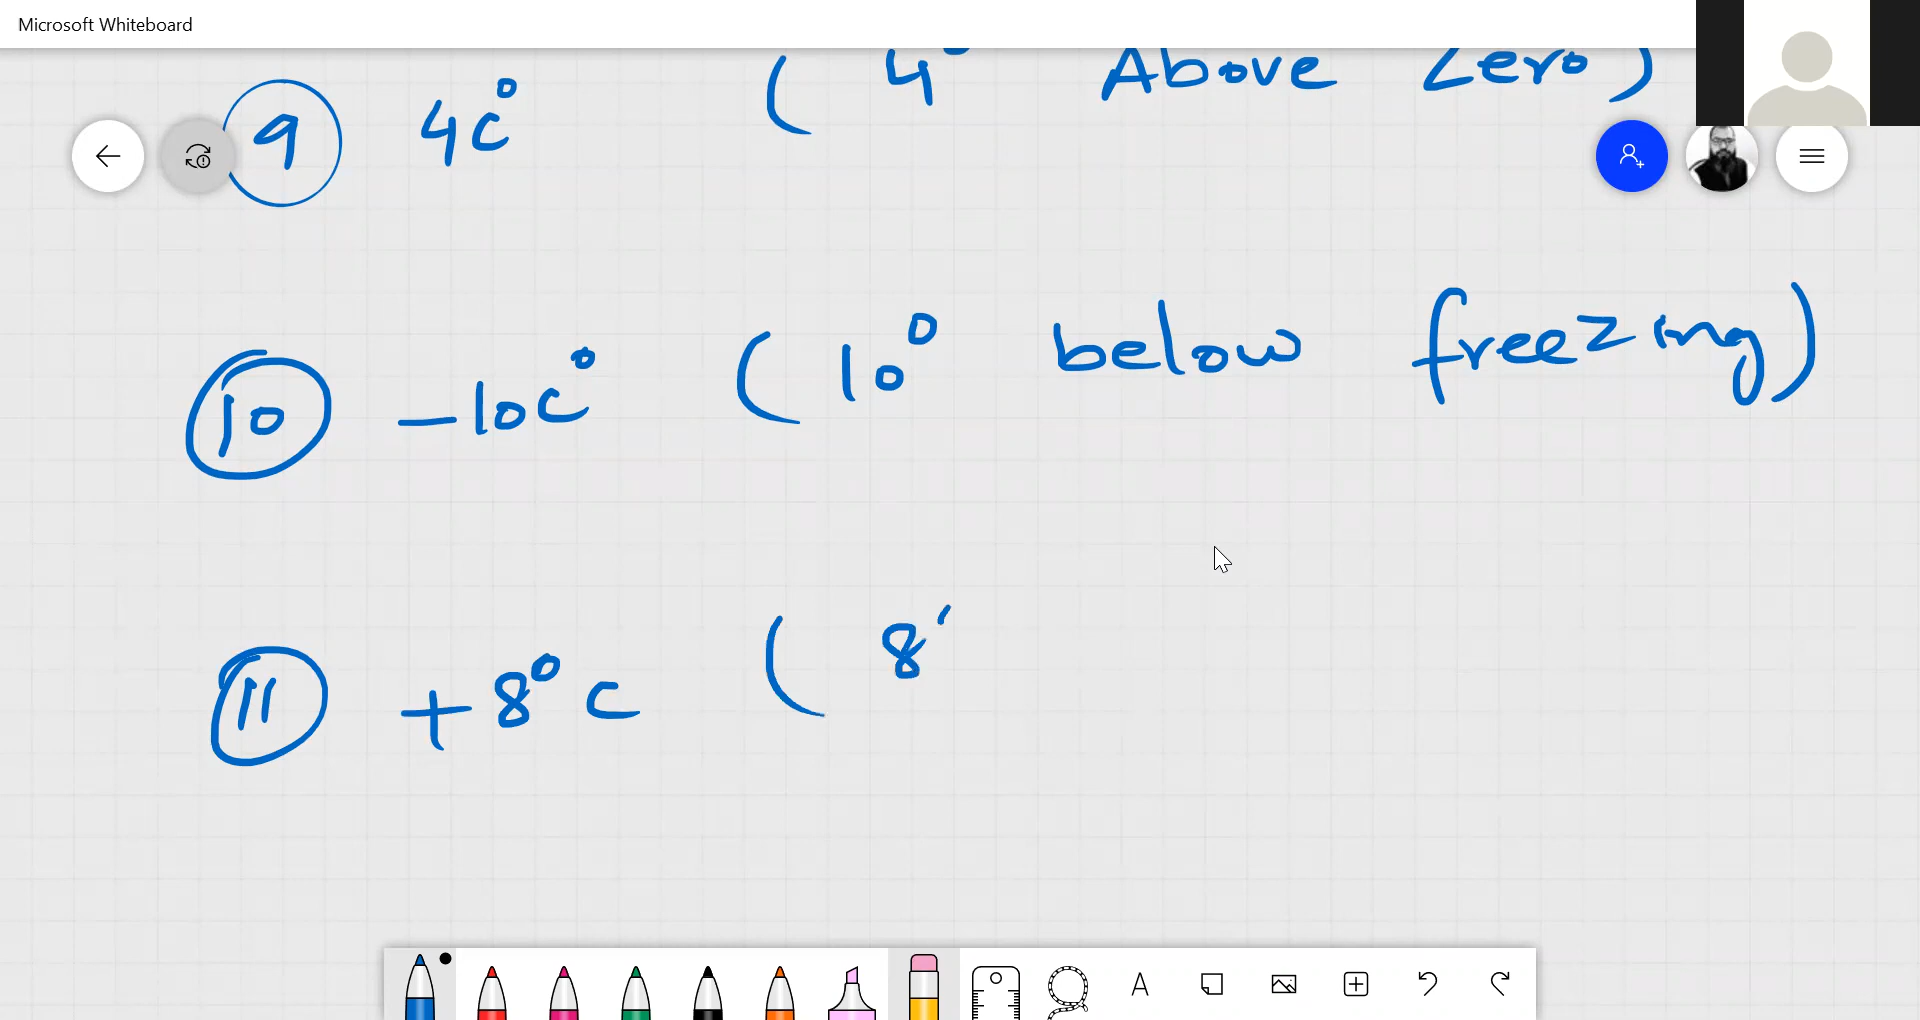 Microsoft Whiteboard
9 4C° ( 4° Above Zero )
10 -10C° ( 10° below freezing )
11 +8°C ( 8'
A